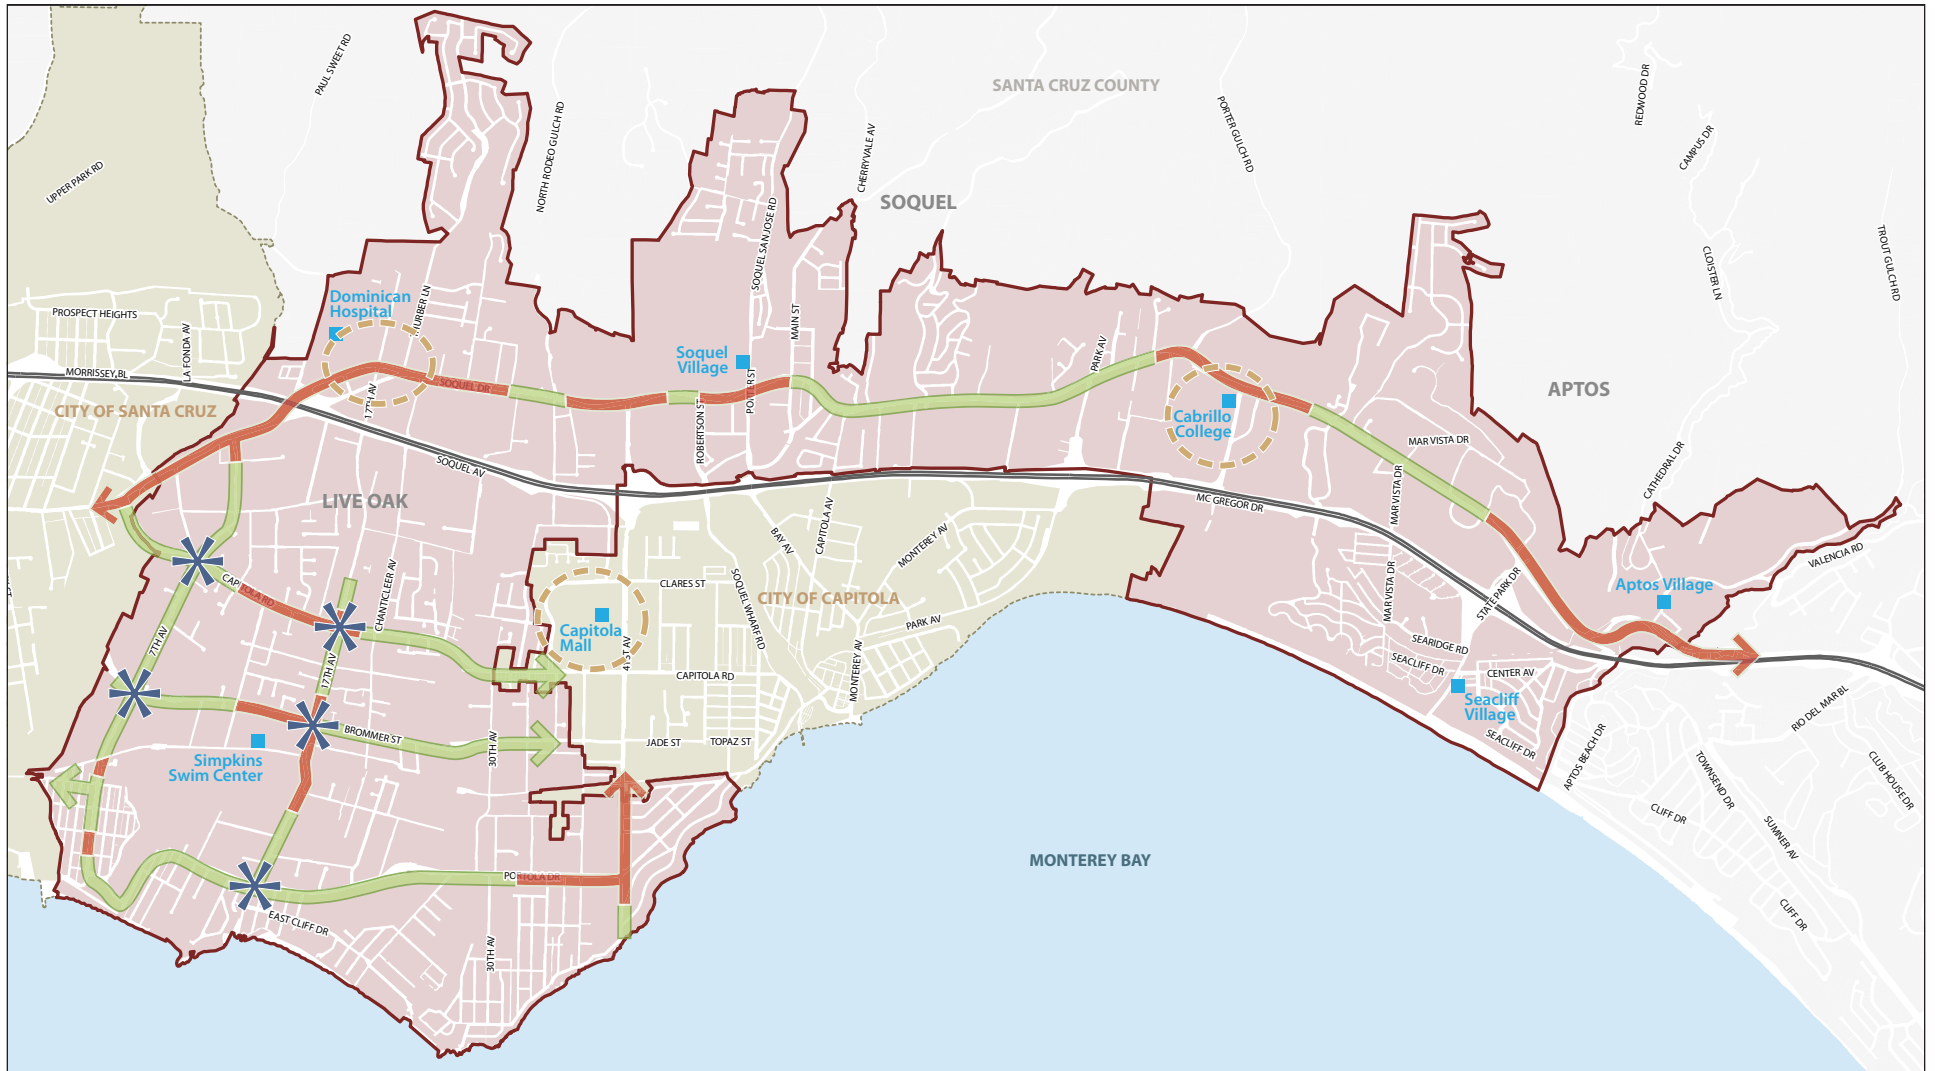 PAUL SWEET RD
UPPER PARK RD
NORTH RODEO GULCH RD
SANTA CRUZ COUNTY
CHERRYVALE AV
PORTER GULCH RD
REDWOOD DR
CAMPUS DR
SOQUEL
SOQUEL SAN JOSE RD
CLOISTER LN
TROUT GULCH RD
PROSPECT HEIGHTS
LA FONDA AV
Dominican
Hospital
MAIN ST
MORRISSEY BL
Soquel
Village
PARK AV
SOQUEL DR
17TH AV
PORTER ST
ROBERTSON ST
APTOS
CITY OF SANTA CRUZ
Cabrillo
College
MAR VISTA DR
SOQUEL AV
CATHEDRAL DR
LIVE OAK
MAR VISTA DR
MC GREGOR DR
CAPITOLA AV
BAY AV
MONTEREY AV
VALENCIA RD
CLARES ST
SOQUEL WHARF RD
CITY OF CAPITOLA
CHANTICLEER AV
CAPITOLA RD
MAR VISTA DR
STATE PARK DR
Aptos Village
Capitola
Mall
41ST AV
PARK AV
7TH AV
17TH AV
SEARIDGE RD
SEACLIFF DR
CENTER AV
CAPITOLA RD
MONTEREY AV
Seacliff
Village
RIO DEL MAR BL
BROMMER ST
30TH AV
JADE ST
TOPAZ ST
SEACLIFF DR
APTOS BEACH DR
Simpkins
Swim Center
TOWNSEND DR
CLUB HOUSE DR
CLIFF DR
SUMNER AV
MONTEREY BAY
PORTOLA DR
EAST CLIFF DR
30TH AV
CLIFF DR